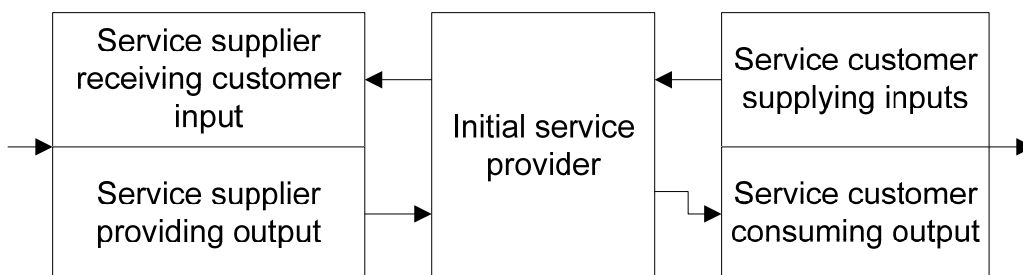 Service supplier
receiving customer
input
Service supplier
providing output
Initial service
provider
Service customer
supplying inputs
Service customer
consuming output